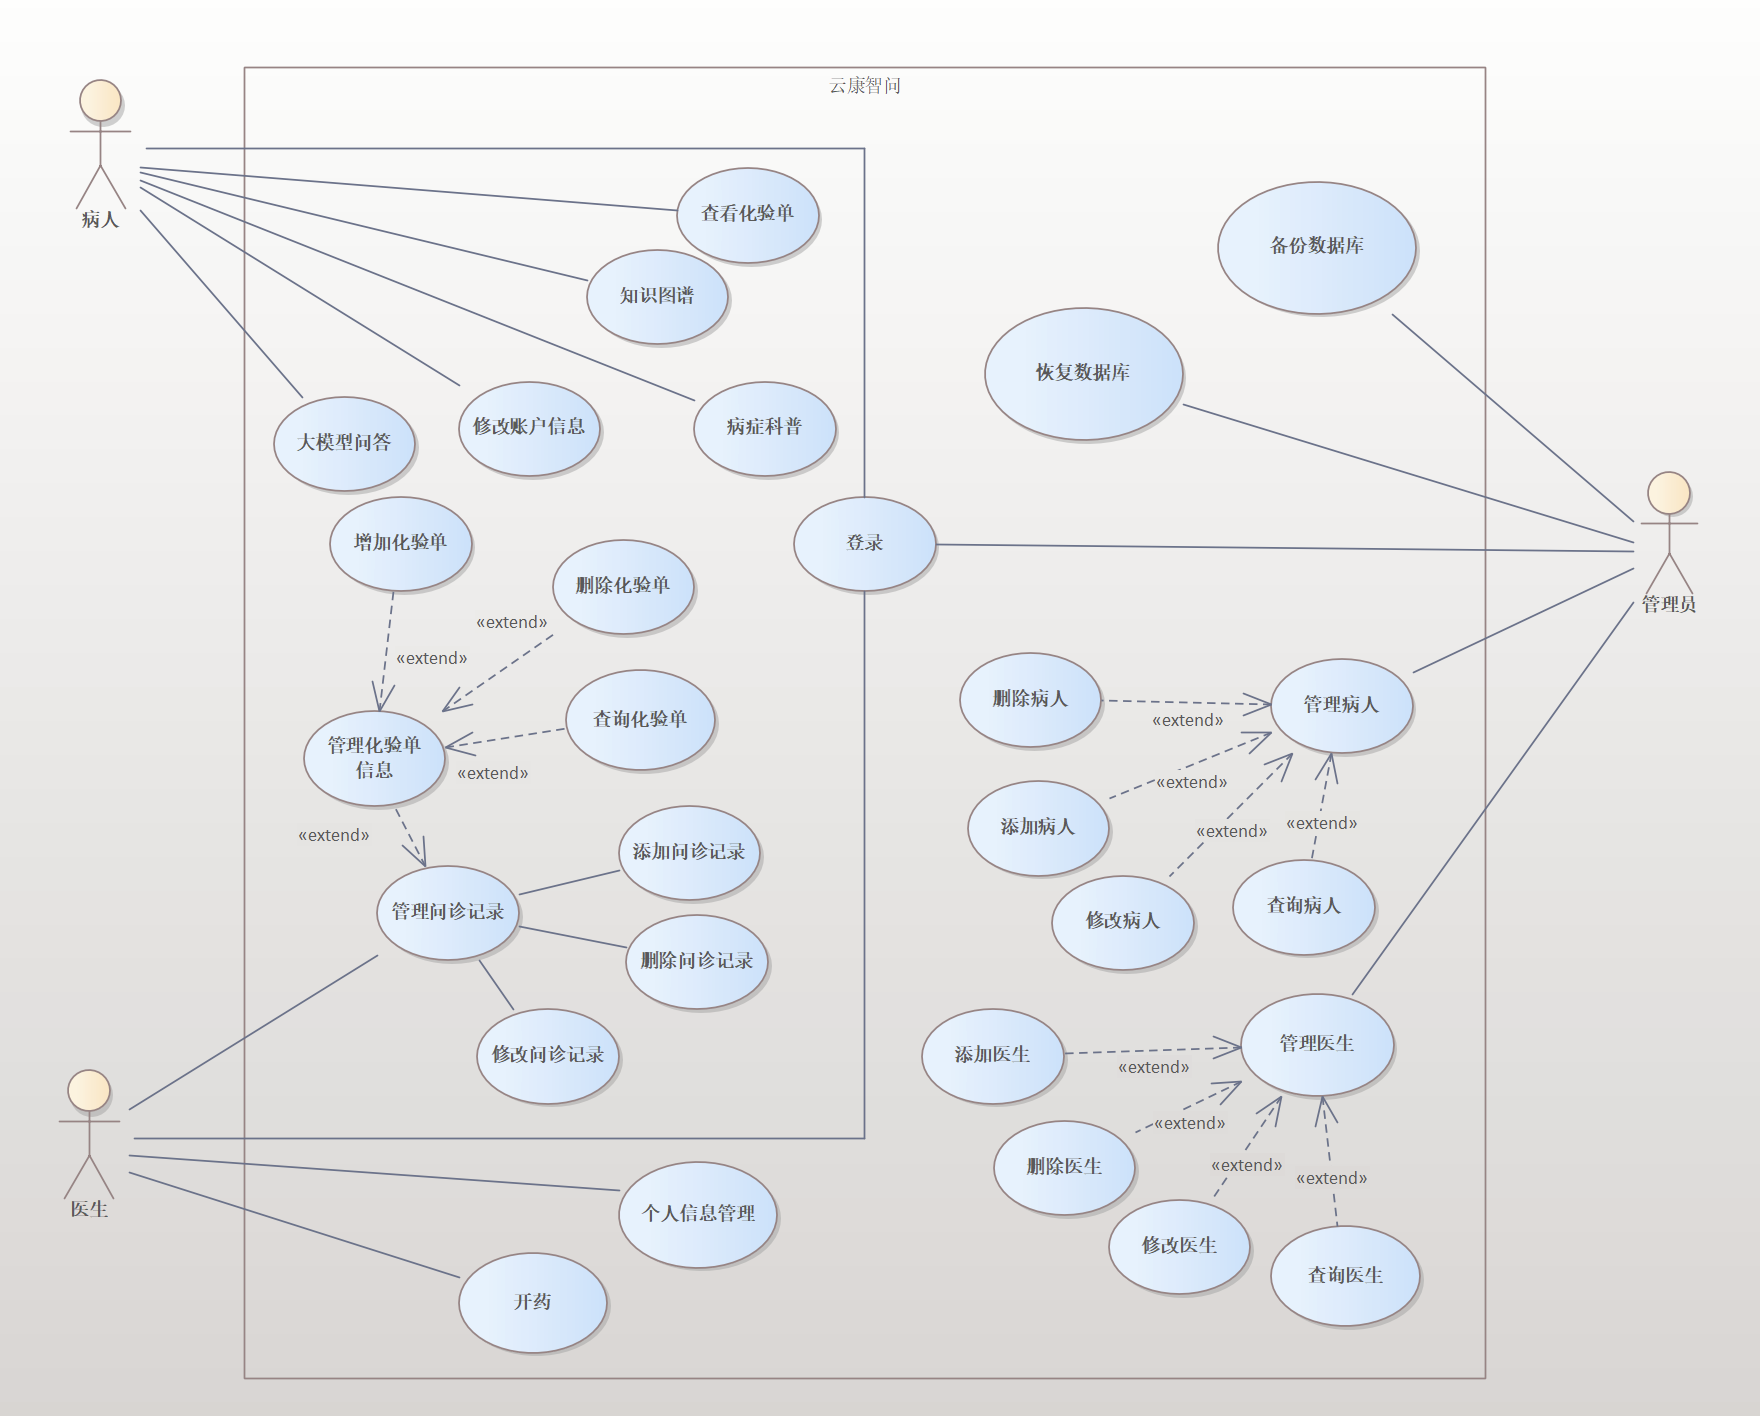 云康智问
病人
查看化验单
备份数据库
知识图谱
恢复数据库
大模型问答
修改账户信息
病症科普
增加化验单
登录
删除化验单
管理员
«extend»
«extend»
删除病人
管理病人
查询化验单
«extend»
管理化验单
信息
«extend»
«extend»
«extend»
添加病人
«extend»
«extend»
添加问诊记录
管理问诊记录
修改病人
查询病人
删除问诊记录
修改问诊记录
添加医生
管理医生
«extend»
«extend»
删除医生
«extend»
«extend»
医生
个人信息管理
修改医生
查询医生
开药